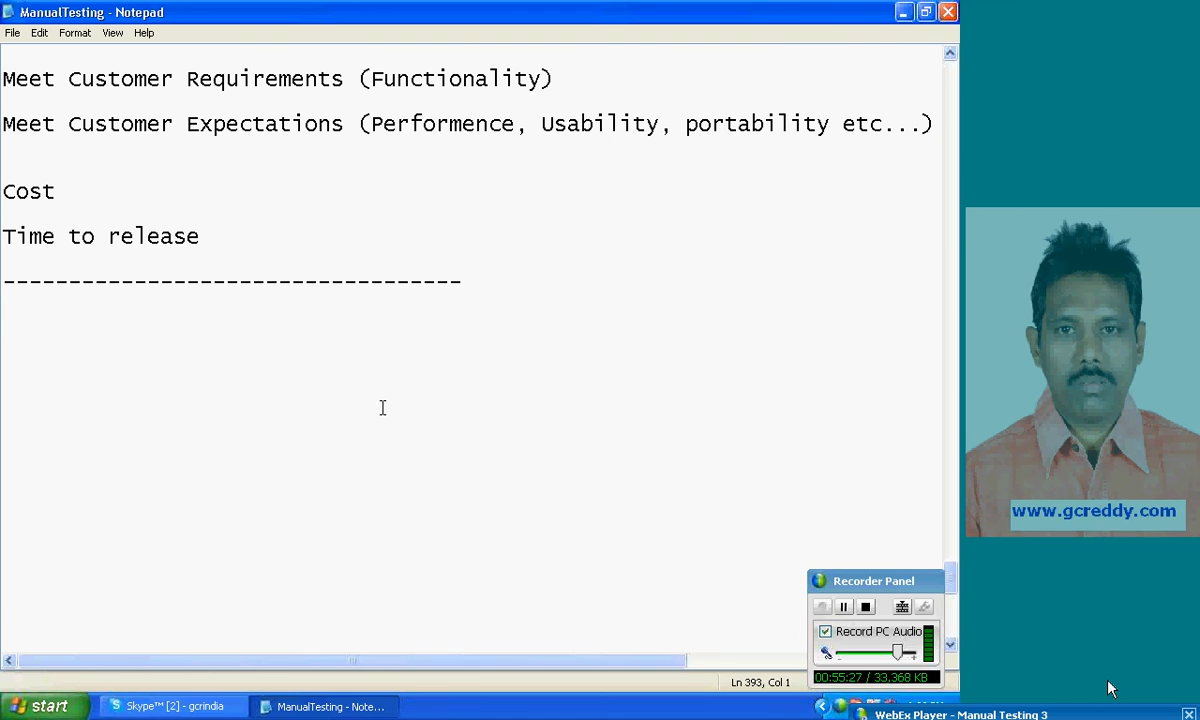 ManualTesting - Notepad
File Edit Format View Help
Meet Customer Requirements (Functionality)
Meet Customer Expectations (Performence, Usability, portability etc...)
Cost
Time to release
-----------------------------------
www.gcreddy.com
Recorder Panel
Record PC Audio
00:55:27 / 33,368 KB
Ln 393, Col 1
start
Skype™ [2] - gcrindia
ManualTesting - Note...
WebEx Player - Manual Testing 3